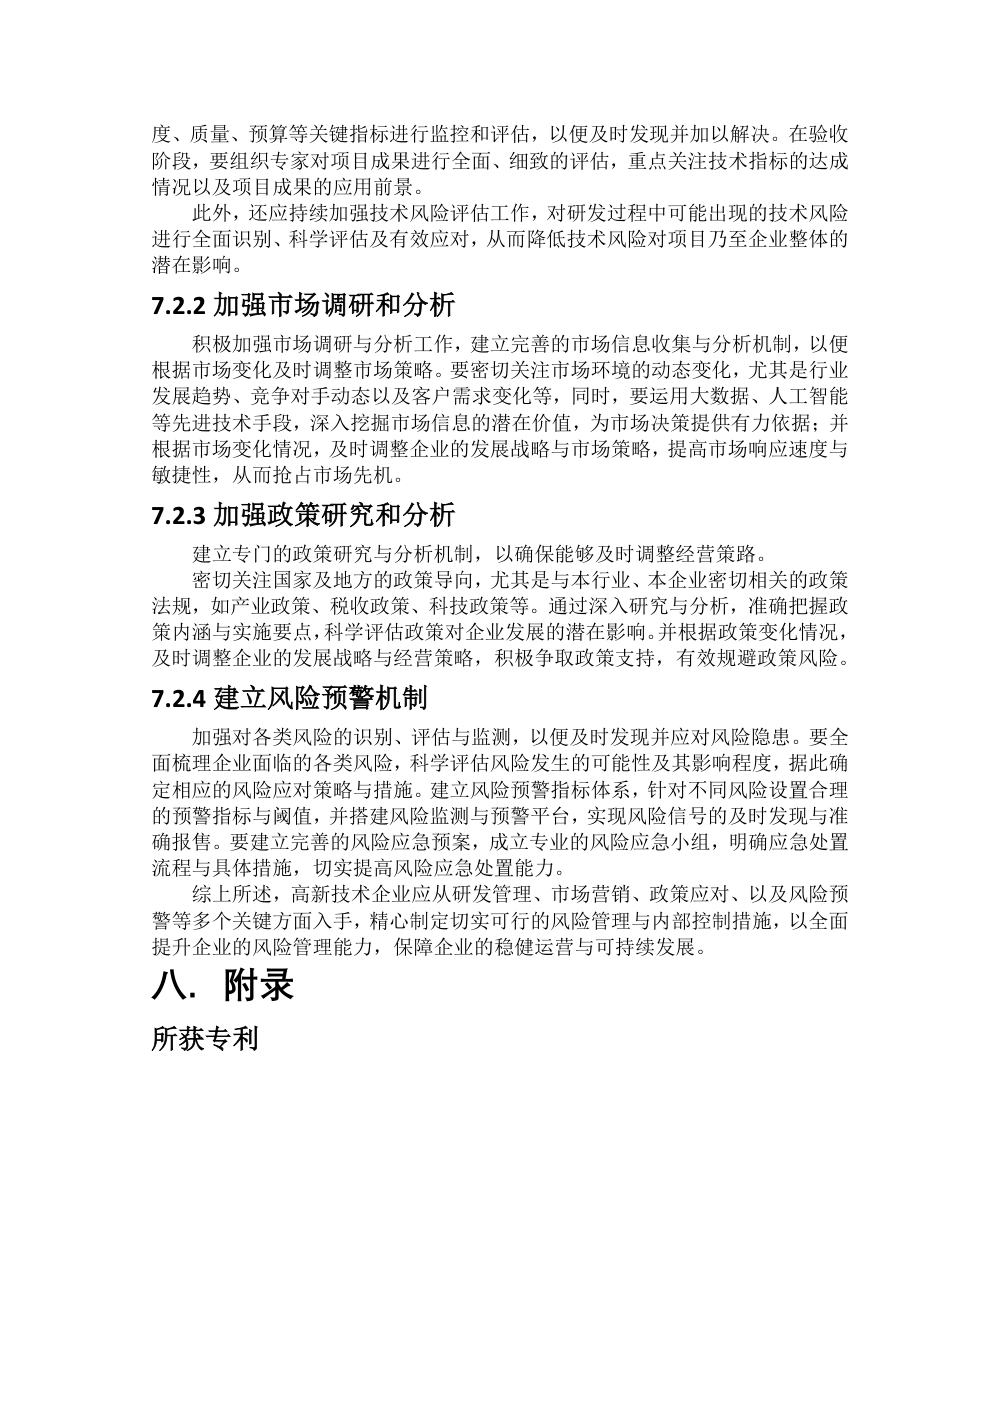 度、质量、预算等关键指标进行监控和评估，以便及时发现并加以解决。在验收
阶段，要组织专家对项目成果进行全面、细致的评估，重点关注技术指标的达成
情况以及项目成果的应用前景。
此外，还应持续加强技术风险评估工作，对研发过程中可能出现的技术风险
进行全面识别、科学评估及有效应对，从而降低技术风险对项目乃至企业整体的
潜在影响。
7.2.2 加强市场调研和分析
积极加强市场调研与分析工作，建立完善的市场信息收集与分析机制，以便
根据市场变化及时调整市场策略。要密切关注市场环境的动态变化，尤其是行业
发展趋势、竞争对手动态以及客户需求变化等，同时，要运用大数据、人工智能
等先进技术手段，深入挖掘市场信息的潜在价值，为市场决策提供有力依据；并
根据市场变化情况，及时调整企业的发展战略与市场策略，提高市场响应速度与
敏捷性，从而抢占市场先机。
7.2.3 加强政策研究和分析
建立专门的政策研究与分析机制，以确保能够及时调整经营策路。
密切关注国家及地方的政策导向，尤其是与本行业、本企业密切相关的政策
法规，如产业政策、税收政策、科技政策等。通过深入研究与分析，准确把握政
策内涵与实施要点，科学评估政策对企业发展的潜在影响。并根据政策变化情况，
及时调整企业的发展战略与经营策略，积极争取政策支持，有效规避政策风险。
7.2.4 建立风险预警机制
加强对各类风险的识别、评估与监测，以便及时发现并应对风险隐患。要全
面梳理企业面临的各类风险，科学评估风险发生的可能性及其影响程度，据此确
定相应的风险应对策略与措施。建立风险预警指标体系，针对不同风险设置合理
的预警指标与阈值，并搭建风险监测与预警平台，实现风险信号的及时发现与准
确报售。要建立完善的风险应急预案，成立专业的风险应急小组，明确应急处置
流程与具体措施，切实提高风险应急处置能力。
综上所述，高新技术企业应从研发管理、市场营销、政策应对、以及风险预
警等多个关键方面入手，精心制定切实可行的风险管理与内部控制措施，以全面
提升企业的风险管理能力，保障企业的稳健运营与可持续发展。
八． 附录
所获专利